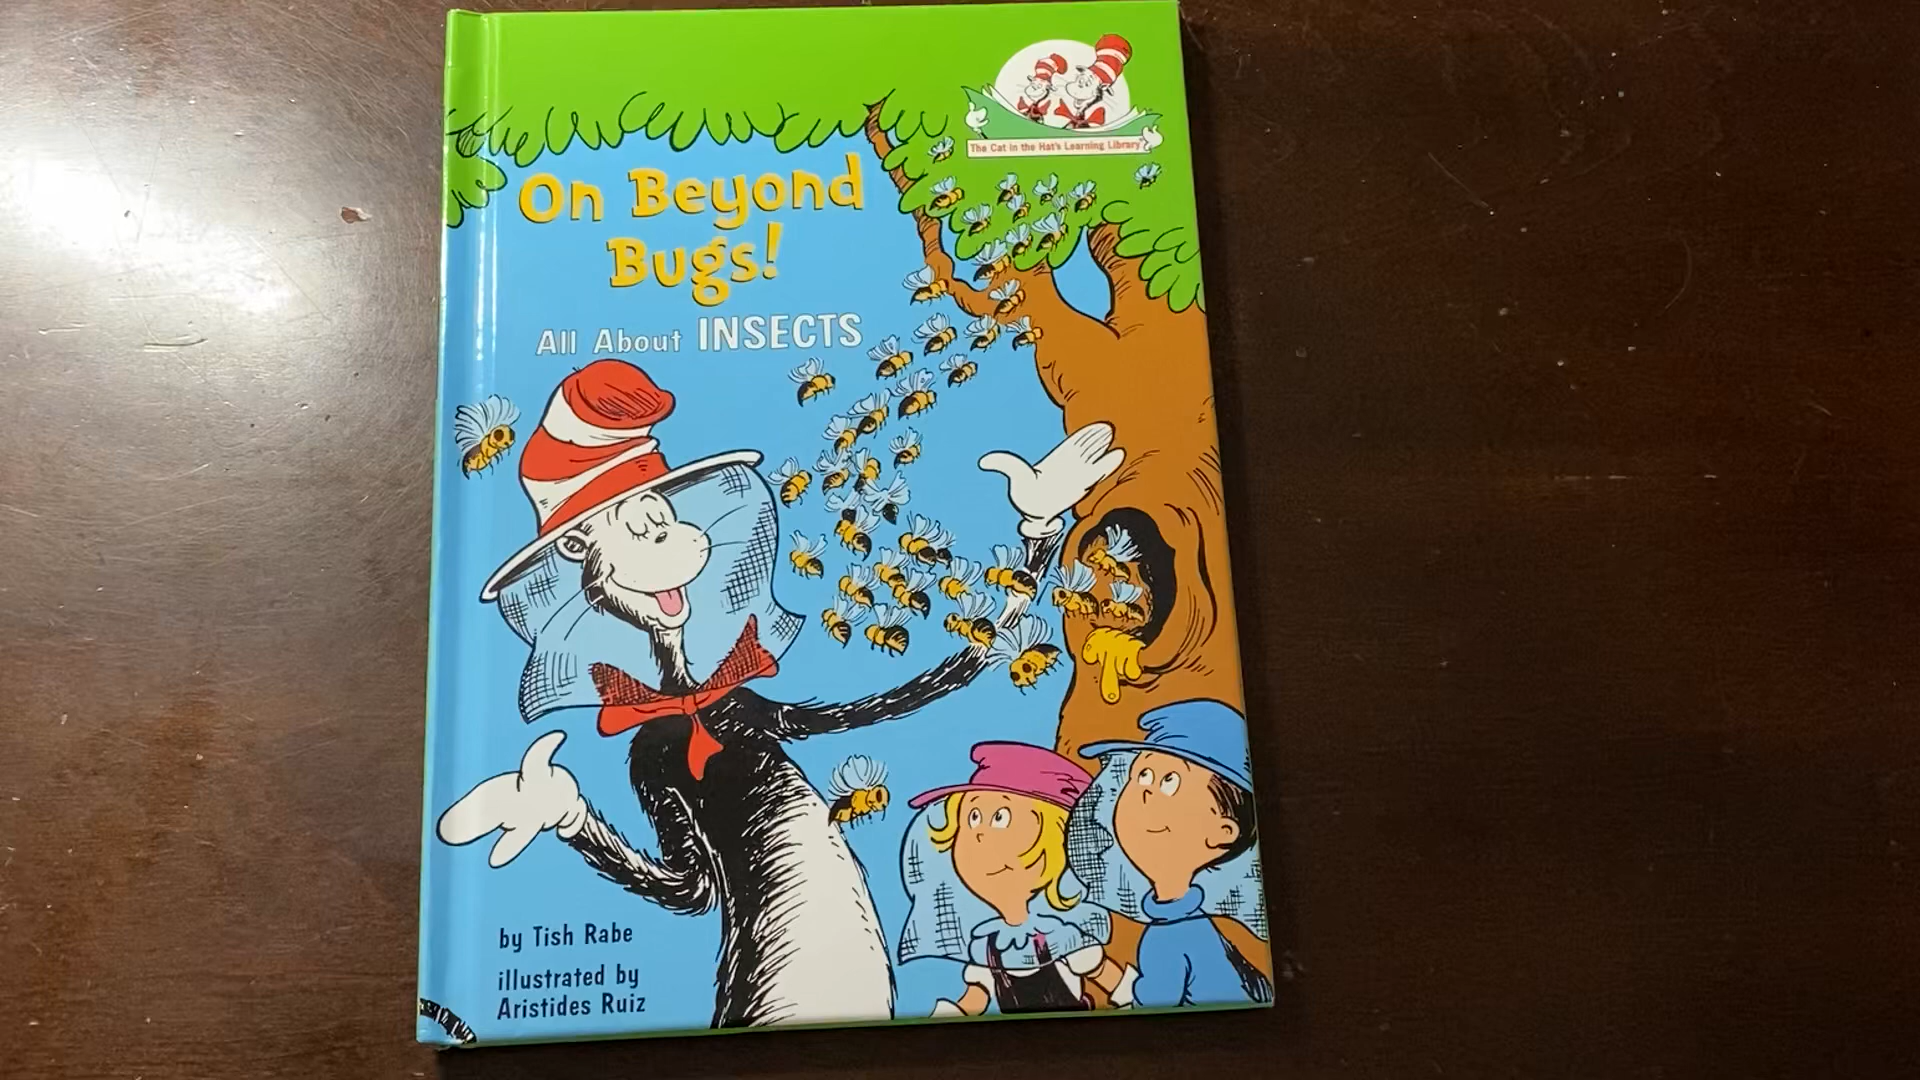 The Cat in the Hat's Learning Library
On Beyond
Bugs!
All About INSECTS
by Tish Rabe
illustrated by
Aristides Ruiz